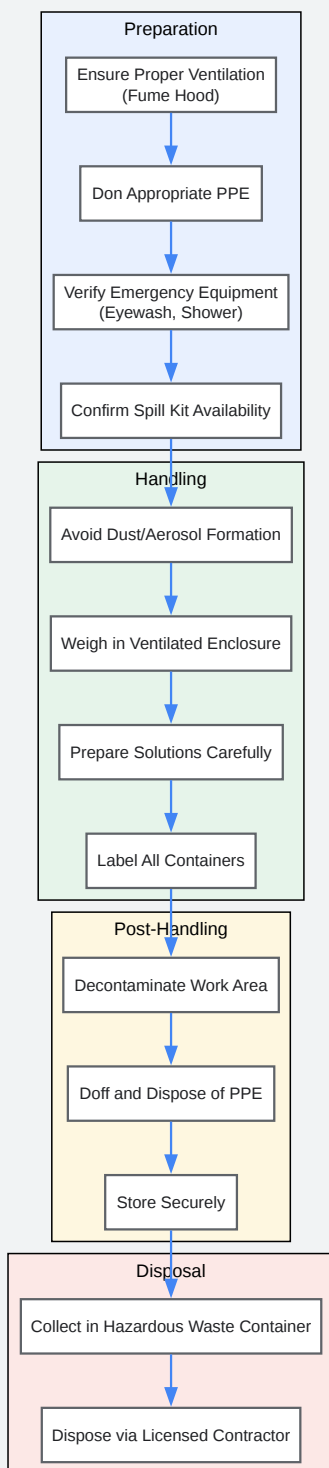 Preparation
Ensure Proper Ventilation
(Fume Hood)
Don Appropriate PPE
Verify Emergency Equipment
(Eyewash, Shower)
Confirm Spill Kit Availability
Handling
Avoid Dust/Aerosol Formation
Weigh in Ventilated Enclosure
Prepare Solutions Carefully
Label All Containers
Post-Handling
Decontaminate Work Area
Doff and Dispose of PPE
Store Securely
Disposal
Collect in Hazardous Waste Container
Dispose via Licensed Contractor